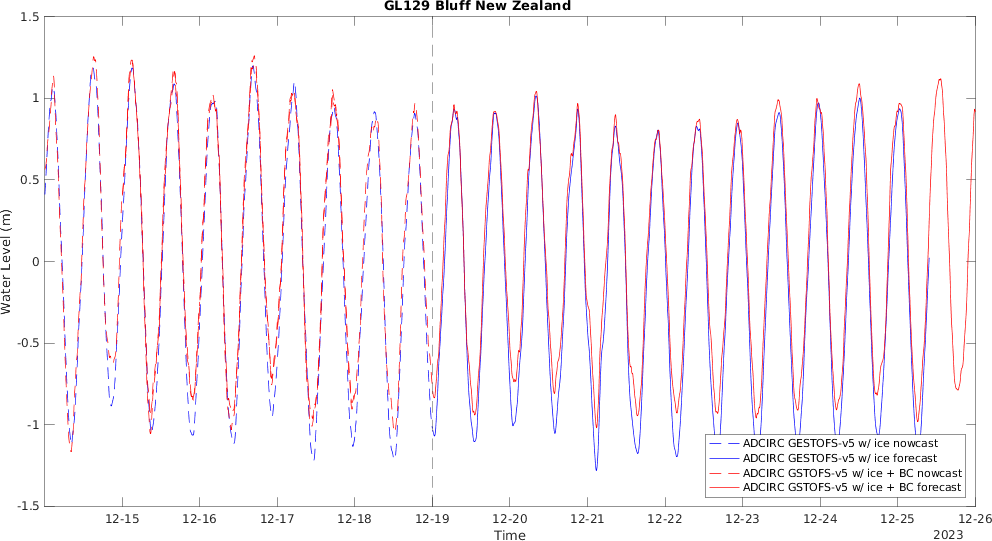 GL129 Bluff New Zealand
1.5
1
0.5
0
-0.5
-1
-1.5
Water Level (m)
12-15
12-16
12-17
12-18
12-19
12-20
12-21
12-22
12-23
12-24
12-25
12-26
Time
2023
ADCIRC GESTOFS-v5 w/ ice nowcast
ADCIRC GESTOFS-v5 w/ ice forecast
ADCIRC GSTOFS-v5 w/ ice + BC nowcast
ADCIRC GSTOFS-v5 w/ ice + BC forecast